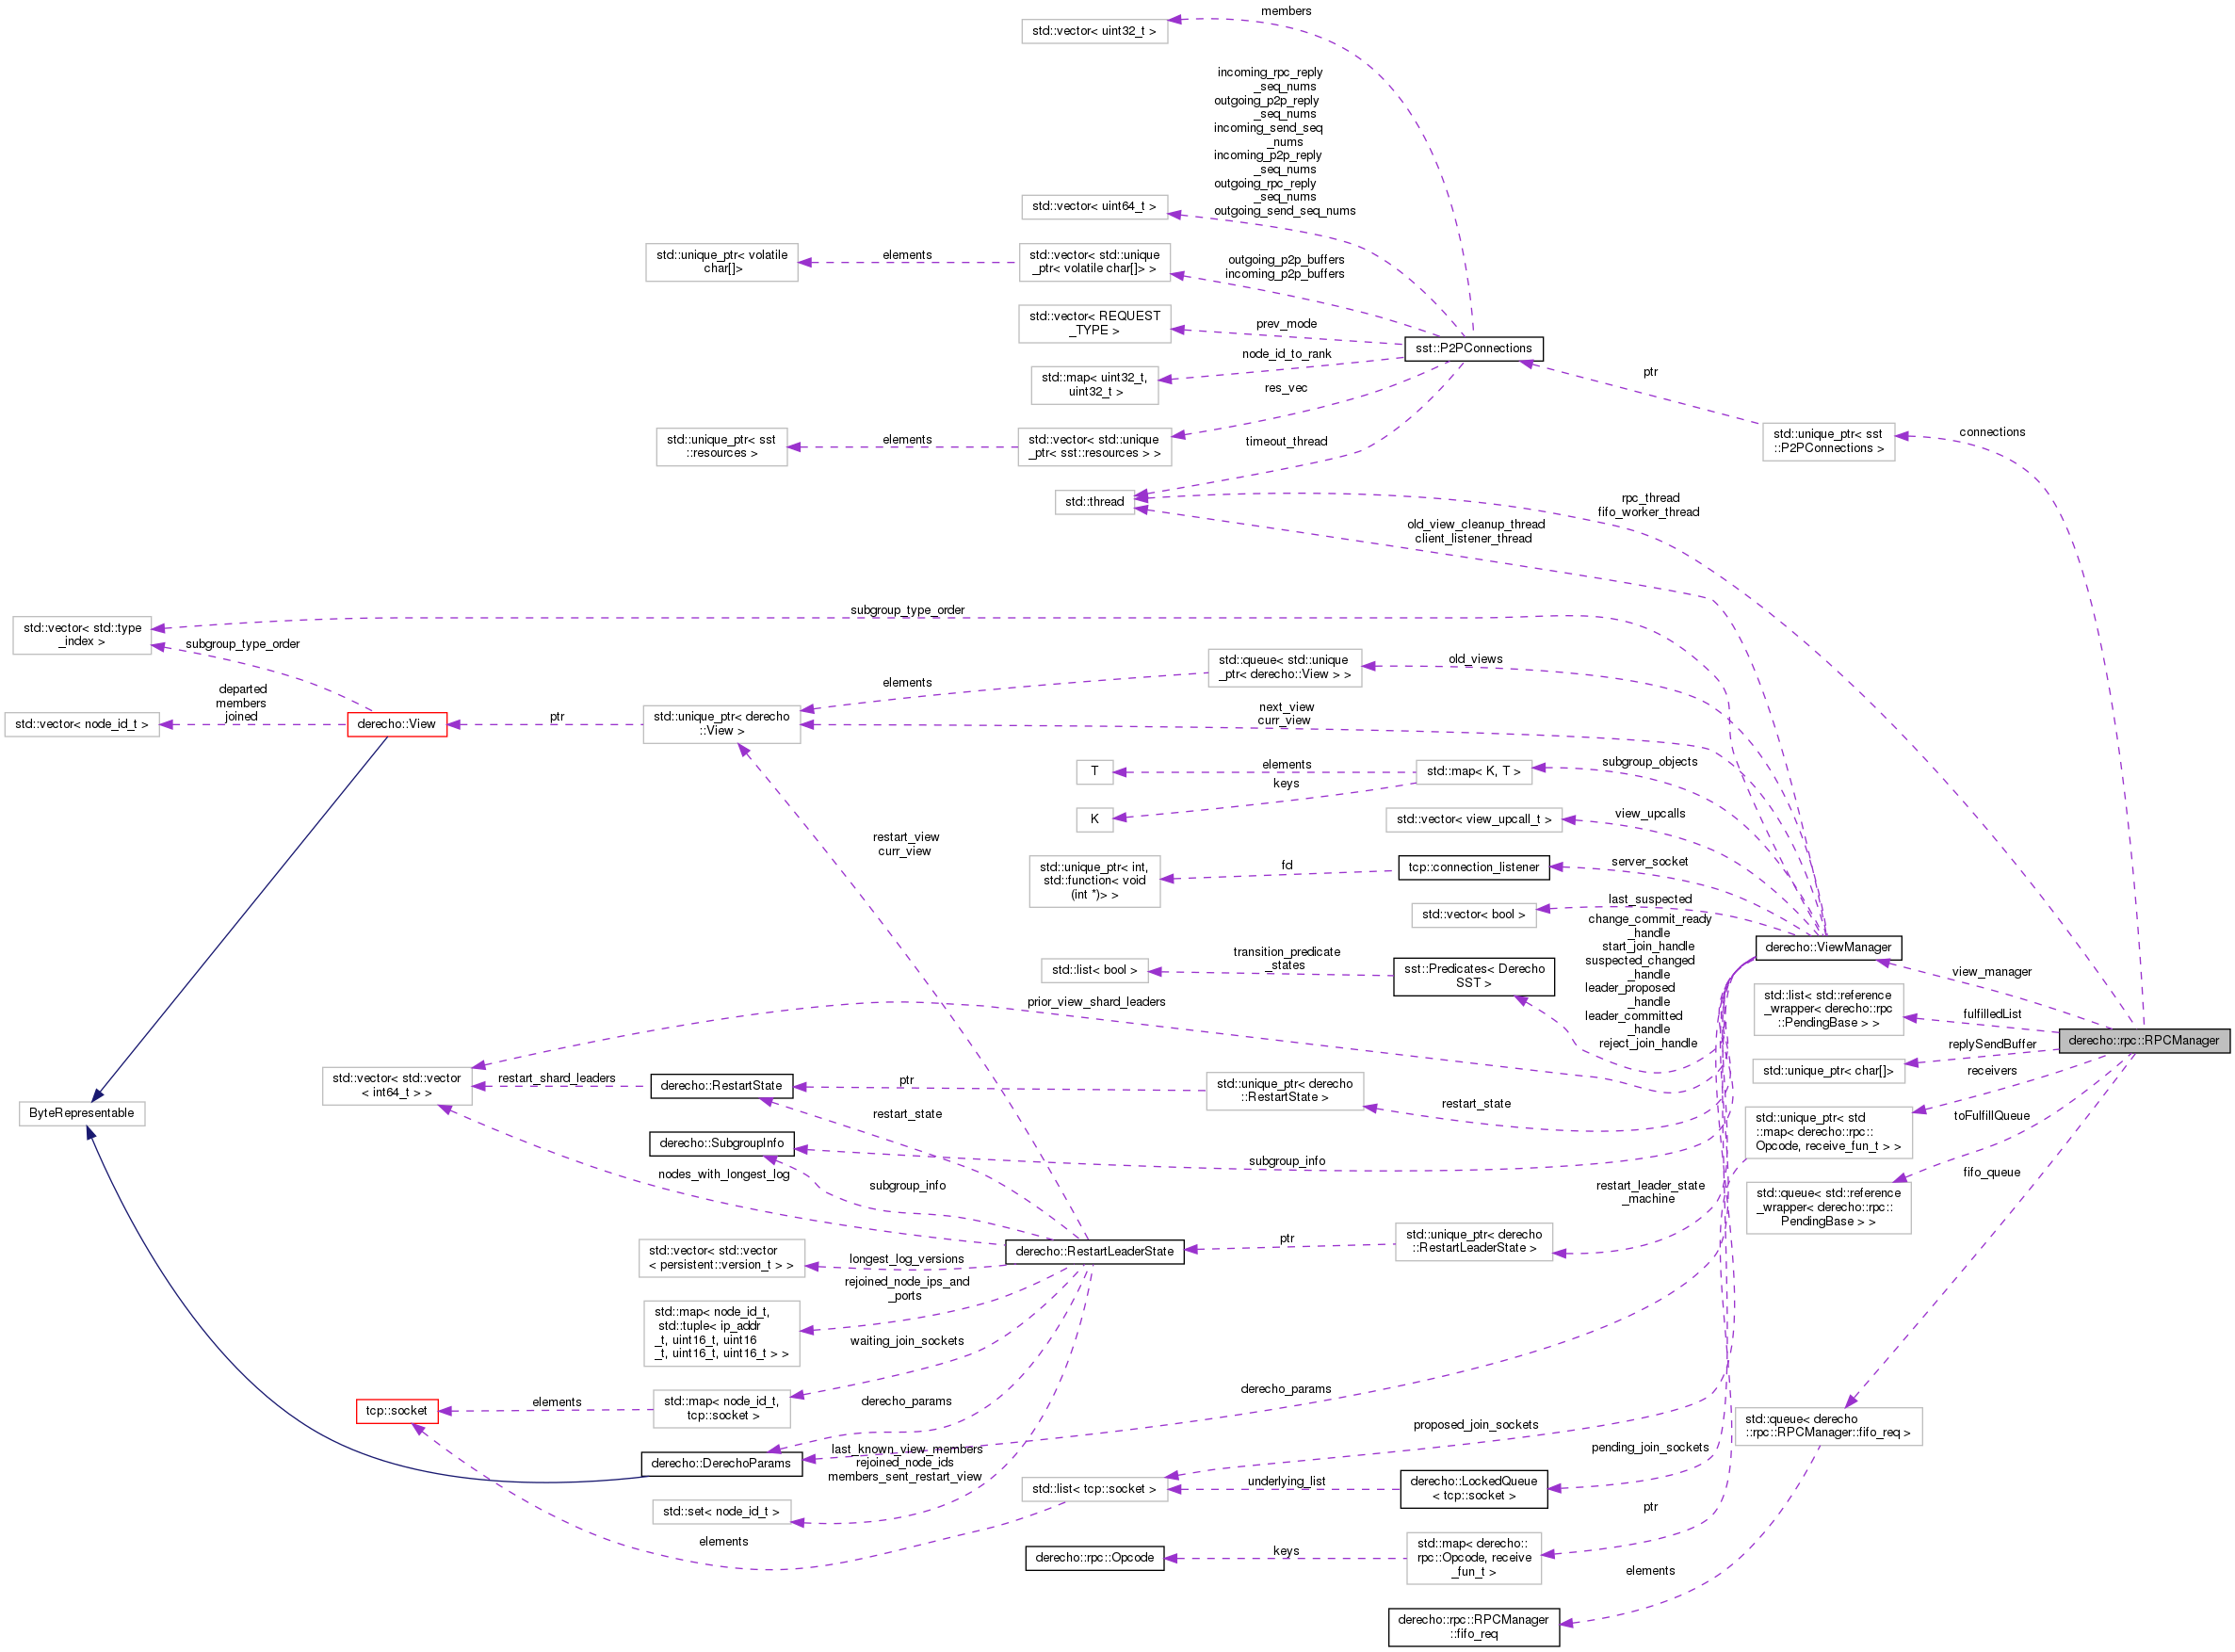 members
std::vector< uint32_t >
incoming_rpc_reply
_seq_nums
outgoing_p2p_reply
_seq_nums
incoming_send_seq
_nums
incoming_p2p_reply
_seq_nums
outgoing_rpc_reply
_seq_nums
outgoing_send_seq_nums
std::vector< uint64_t >
std::unique_ptr< volatile
char[]>
elements
std::vector< std::unique
_ptr< volatile char[]> >
outgoing_p2p_buffers
incoming_p2p_buffers
std::vector< REQUEST
_TYPE >
prev_mode
sst::P2PConnections
node_id_to_rank
std::map< uint32_t,
uint32_t >
ptr
res_vec
std::unique_ptr< sst
::resources >
elements
std::vector< std::unique
_ptr< sst::resources > >
timeout_thread
std::unique_ptr< sst
::P2PConnections >
connections
std::thread
rpc_thread
fifo_worker_thread
old_view_cleanup_thread
client_listener_thread
std::vector< std::type
_index >
subgroup_type_order
subgroup_type_order
departed
members
joined
std::vector< node_id_t >
derecho::View
ptr
std::unique_ptr< derecho
::View >
elements
std::queue< std::unique
_ptr< derecho::View > >
old_views
next_view
curr_view
T
elements
keys
K
std::map< K, T >
subgroup_objects
std::vector< view_upcall_t >
view_upcalls
restart_view
curr_view
std::unique_ptr< int,
std::function< void
(int *)> >
fd
tcp::connection_listener
server_socket
std::vector< bool >
last_suspected
change_commit_ready
_handle
start_join_handle
suspected_changed
_handle
leader_proposed
_handle
leader_committed
_handle
reject_join_handle
derecho::ViewManager
std::list< bool >
transition_predicate
_states
sst::Predicates< Derecho
SST >
view_manager
std::list< std::reference
_wrapper< derecho::rpc
::PendingBase > >
fulfilledList
derecho::rpc::RPCManager
prior_view_shard_leaders
replySendBuffer
std::unique_ptr< char[]>
receivers
std::vector< std::vector
< int64_t > >
restart_shard_leaders
derecho::RestartState
ptr
std::unique_ptr< derecho
::RestartState >
restart_state
ByteRepresentable
restart_state
toFulfillQueue
std::unique_ptr< std
::map< derecho::rpc::
Opcode, receive_fun_t > >
derecho::SubgroupInfo
subgroup_info
nodes_with_longest_log
subgroup_info
fifo_queue
restart_leader_state
_machine
std::queue< std::reference
_wrapper< derecho::rpc::
PendingBase > >
std::vector< std::vector
< persistent::version_t > >
longest_log_versions
derecho::RestartLeaderState
ptr
std::unique_ptr< derecho
::RestartLeaderState >
rejoined_node_ips_and
_ports
std::map< node_id_t,
std::tuple< ip_addr
_t, uint16_t, uint16
_t, uint16_t, uint16_t > >
waiting_join_sockets
tcp::socket
elements
std::map< node_id_t,
tcp::socket >
derecho_params
derecho_params
proposed_join_sockets
std::queue< derecho
::rpc::RPCManager::fifo_req >
pending_join_sockets
derecho::DerechoParams
last_known_view_members
rejoined_node_ids
members_sent_restart_view
std::list< tcp::socket >
underlying_list
derecho::LockedQueue
< tcp::socket >
std::set< node_id_t >
ptr
elements
derecho::rpc::Opcode
keys
std::map< derecho::
rpc::Opcode, receive
_fun_t >
elements
derecho::rpc::RPCManager
::fifo_req